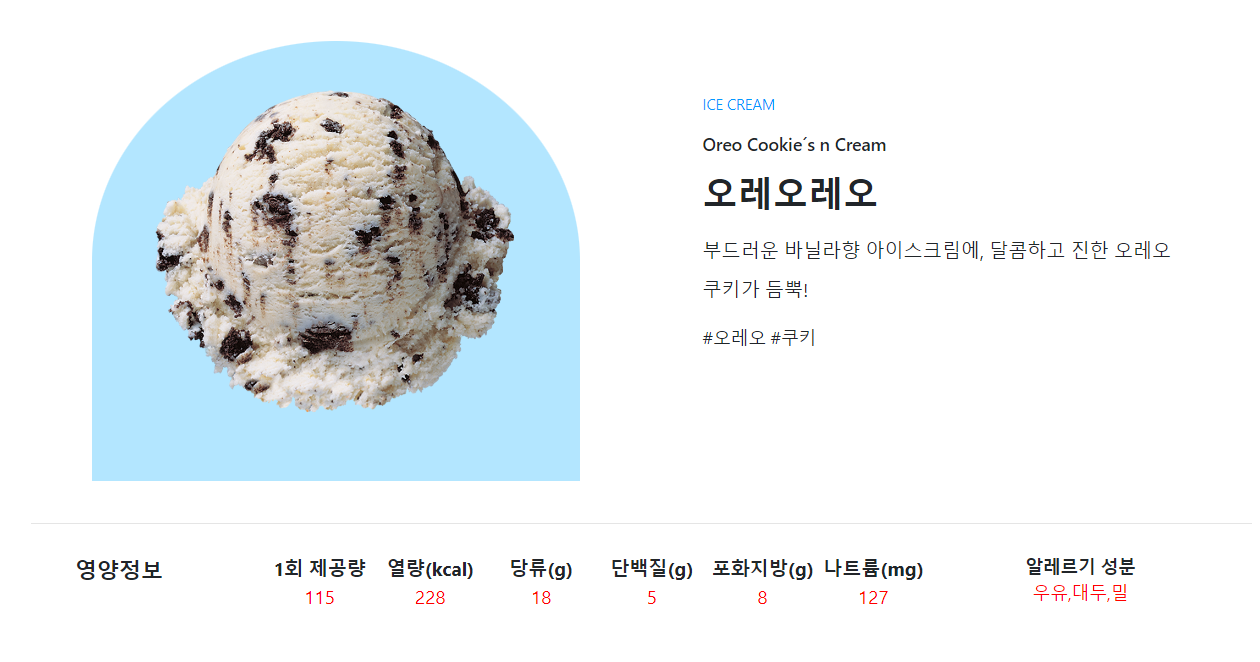 ICE CREAM
Oreo Cookie´s n Cream
오레오레오
부드러운 바닐라향 아이스크림에, 달콤하고 진한 오레오
쿠키가 듬뿍!
#오레오 #쿠키
영양정보
1회 제공량 열량(kcal) 당류(g) 단백질(g) 포화지방(g) 나트륨(mg) 알레르기 성분
115 228 18 5 8 127 우유,대두,밀